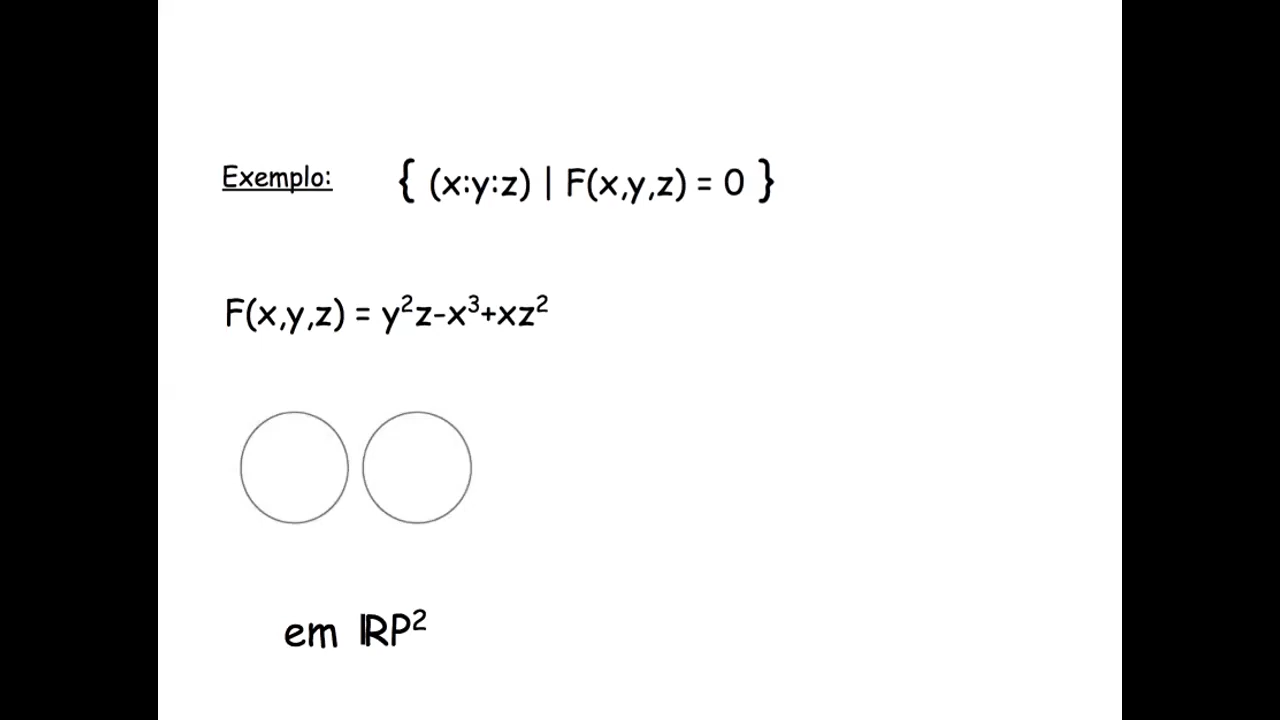 Exemplo: { (x:y:z) | F(x,y,z) = 0 }
F(x,y,z) = y²z-x³+xz²
em ℝP²